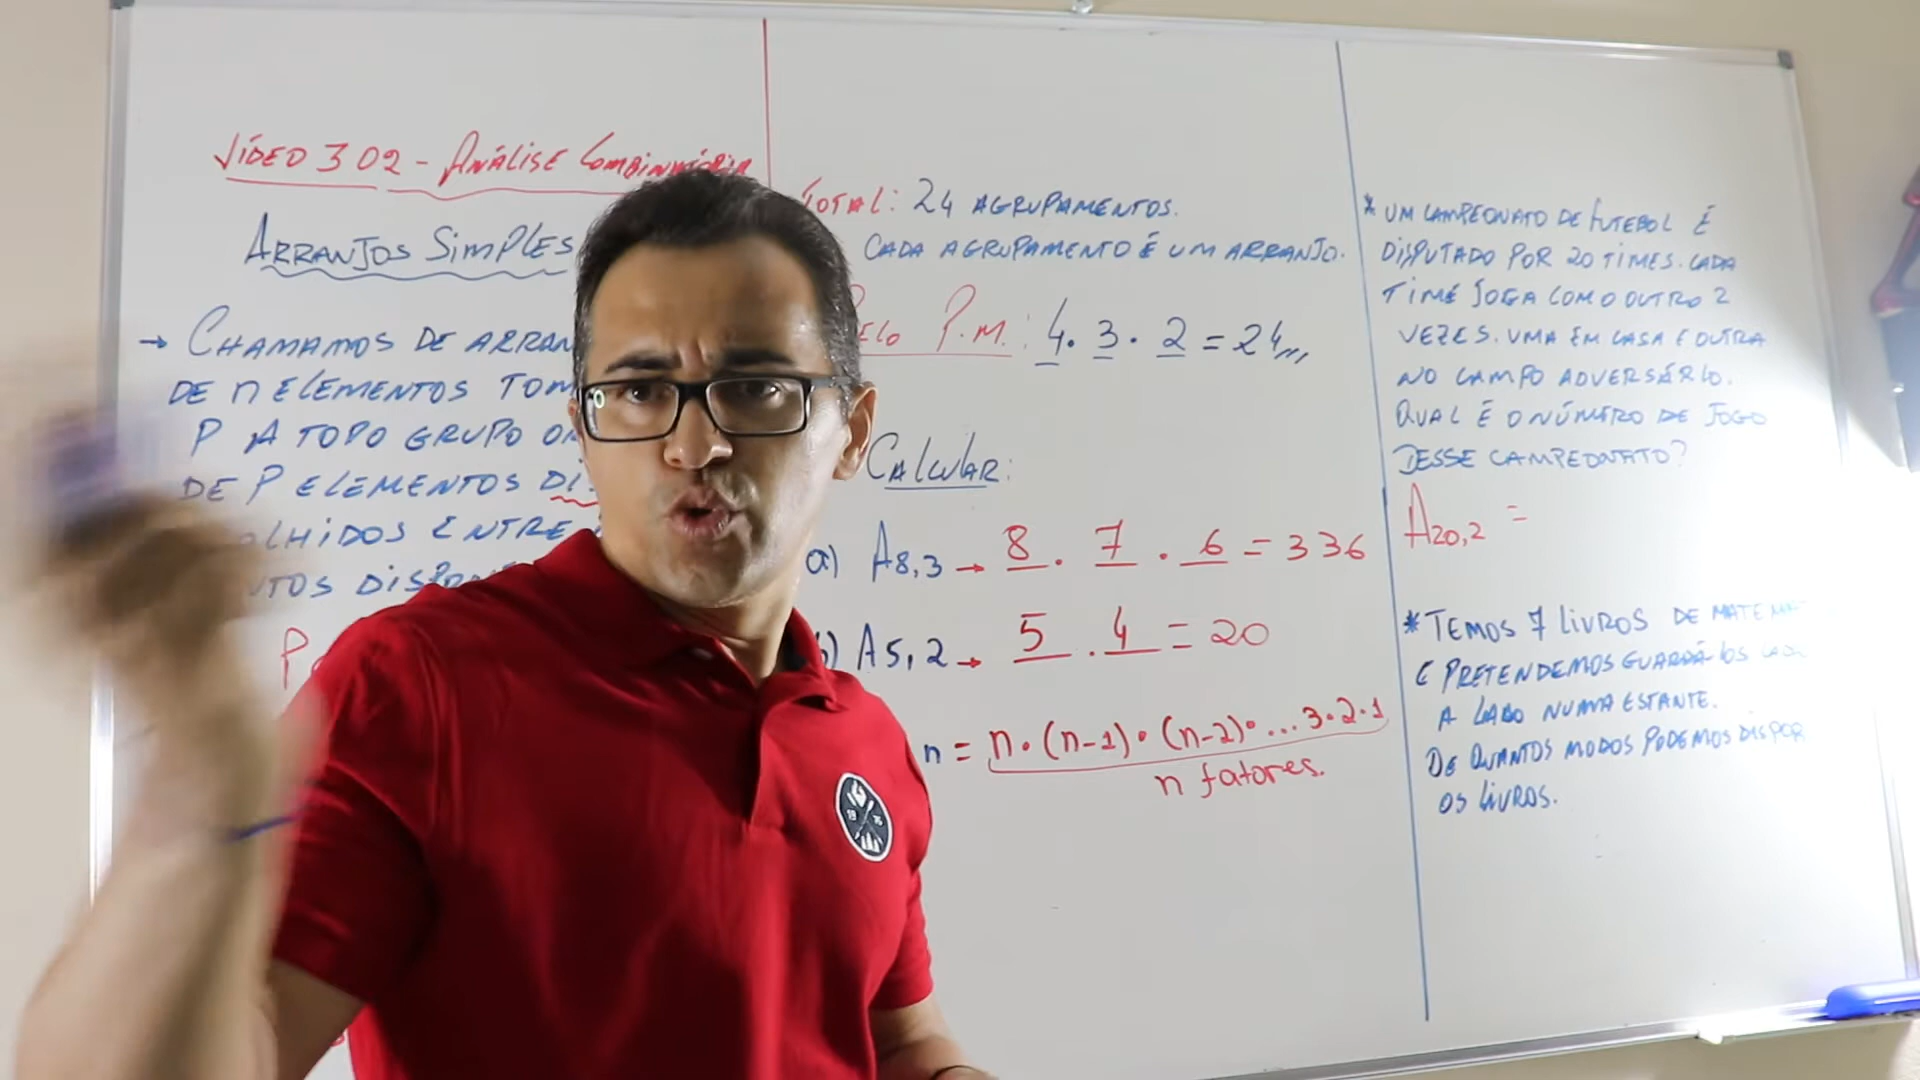 VÍDEO 302 - ANÁLISE COMBINATÓRIA
ARRANJOS SIMPLES
→ CHAMAMOS DE ARRAN
DE n ELEMENTOS TOM
P A TODO GRUPO OR
DE P ELEMENTOS DI
LHIDOS ENTRE
NTOS DISPON
P
TOTAL: 24 AGRUPAMENTOS.
CADA AGRUPAMENTO É UM ARRANJO.
ELO P.M.: 4. 3. 2 = 24,,
CALCULAR:
a) A8,3 → 8 . 7 . 6 = 336
b) A5,2 → 5 . 4 = 20
n = n • (n-1) • (n-2) • ... 3•2•1
n fatores.
* UM CAMPEONATO DE FUTEBOL É
DISPUTADO POR 20 TIMES. CADA
TIME JOGA COM O OUTRO 2
VEZES. UMA EM CASA E OUTRA
NO CAMPO ADVERSÁRIO.
QUAL É O NÚMERO DE JOGO
DESSE CAMPEONATO?
A20,2 =
* TEMOS 7 LIVROS DE MATEMAT
E PRETENDEMOS GUARDÁ-LOS LADO
A LADO NUMA ESTANTE.
DE QUANTOS MODOS PODEMOS DISPOR
OS LIVROS.